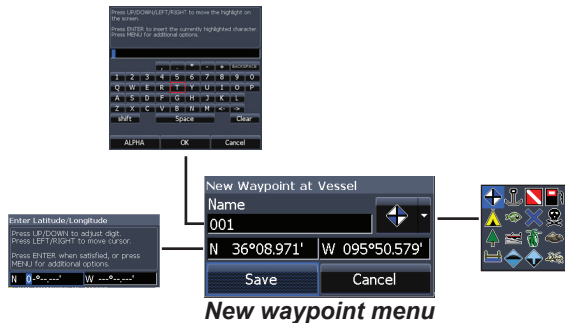 Press UP/DOWN/LEFT/RIGHT to move the highlight on
the screen.
Press ENTER to insert the currently highlighted character
Press MENU for additional options.
, . " - + BACKSPACE
1 2 3 4 5 6 7 8 9 0
Q W E R T Y U I O P
A S D F G H J K L
Z X C V B N M <- ->
shift Space Clear
ALPHA OK Cancel
New Waypoint at Vessel
Name
001
N 36°08.971' W 095°50.579'
Save Cancel
Enter Latitude/Longitude
Press UP/DOWN to adjust digit.
Press LEFT/RIGHT to move cursor.
Press ENTER when satisfied, or press
MENU for additional options.
N 0-°--.---' W ---°--.---'
New waypoint menu